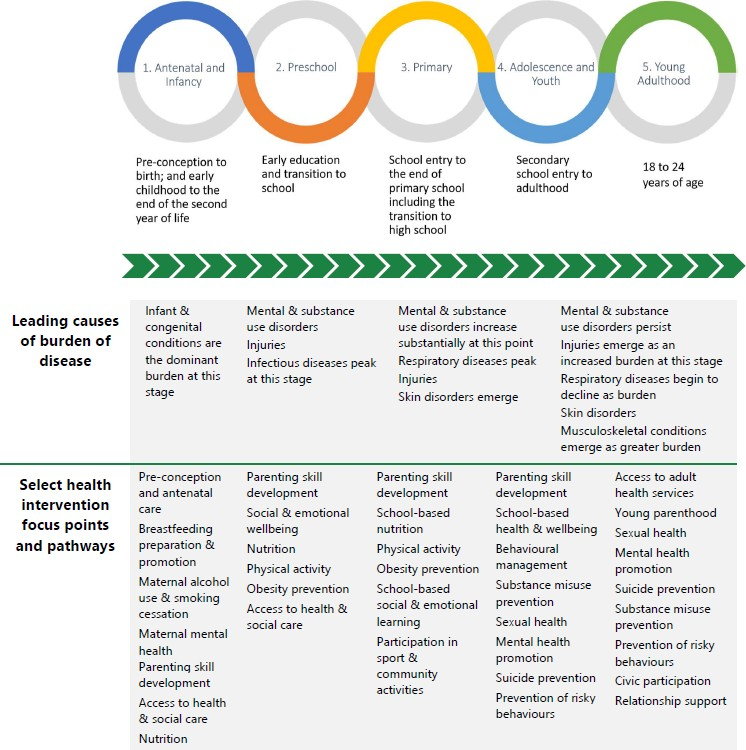 1. Antenatal and
Infancy
2. Preschool
3. Primary
4. Adolescence and
Youth
5. Young
Adulthood
Pre-conception to
birth; and early
childhood to the
end of the second
year of life
Early education
and transition to
school
School entry to
the end of
primary school
including the
transition to
high school
Secondary
school entry to
adulthood
18 to 24
years of age
Leading causes
of burden of
disease
Infant &
congenital
conditions are
the dominant
burden at this
stage
Mental & substance
use disorders
Injuries
Infectious diseases peak
at this stage
Mental & substance
use disorders increase
substantially at this point
Respiratory diseases peak
Injuries
Skin disorders emerge
Mental & substance
use disorders persist
Injuries emerge as an
increased burden at this stage
Respiratory diseases begin to
decline as burden
Skin disorders
Musculoskeletal conditions
emerge as greater burden
Select health
intervention
focus points
and pathways
Pre-conception
and antenatal
care
Breastfeeding
preparation &
promotion
Maternal alcohol
use & smoking
cessation
Maternal mental
health
Parenting skill
development
Access to health
& social care
Nutrition
Parenting skill
development
Social & emotional
wellbeing
Nutrition
Physical activity
Obesity prevention
Access to health &
social care
Parenting skill
development
School-based
nutrition
Physical activity
Obesity prevention
School-based
social & emotional
learning
Participation in
sport &
community
activities
Parenting skill
development
School-based
health & wellbeing
Behavioural
management
Substance misuse
prevention
Sexual health
Mental health
promotion
Suicide prevention
Prevention of risky
behaviours
Access to adult
health services
Young parenthood
Sexual health
Mental health
promotion
Suicide prevention
Substance misuse
prevention
Prevention of risky
behaviours
Civic participation
Relationship support